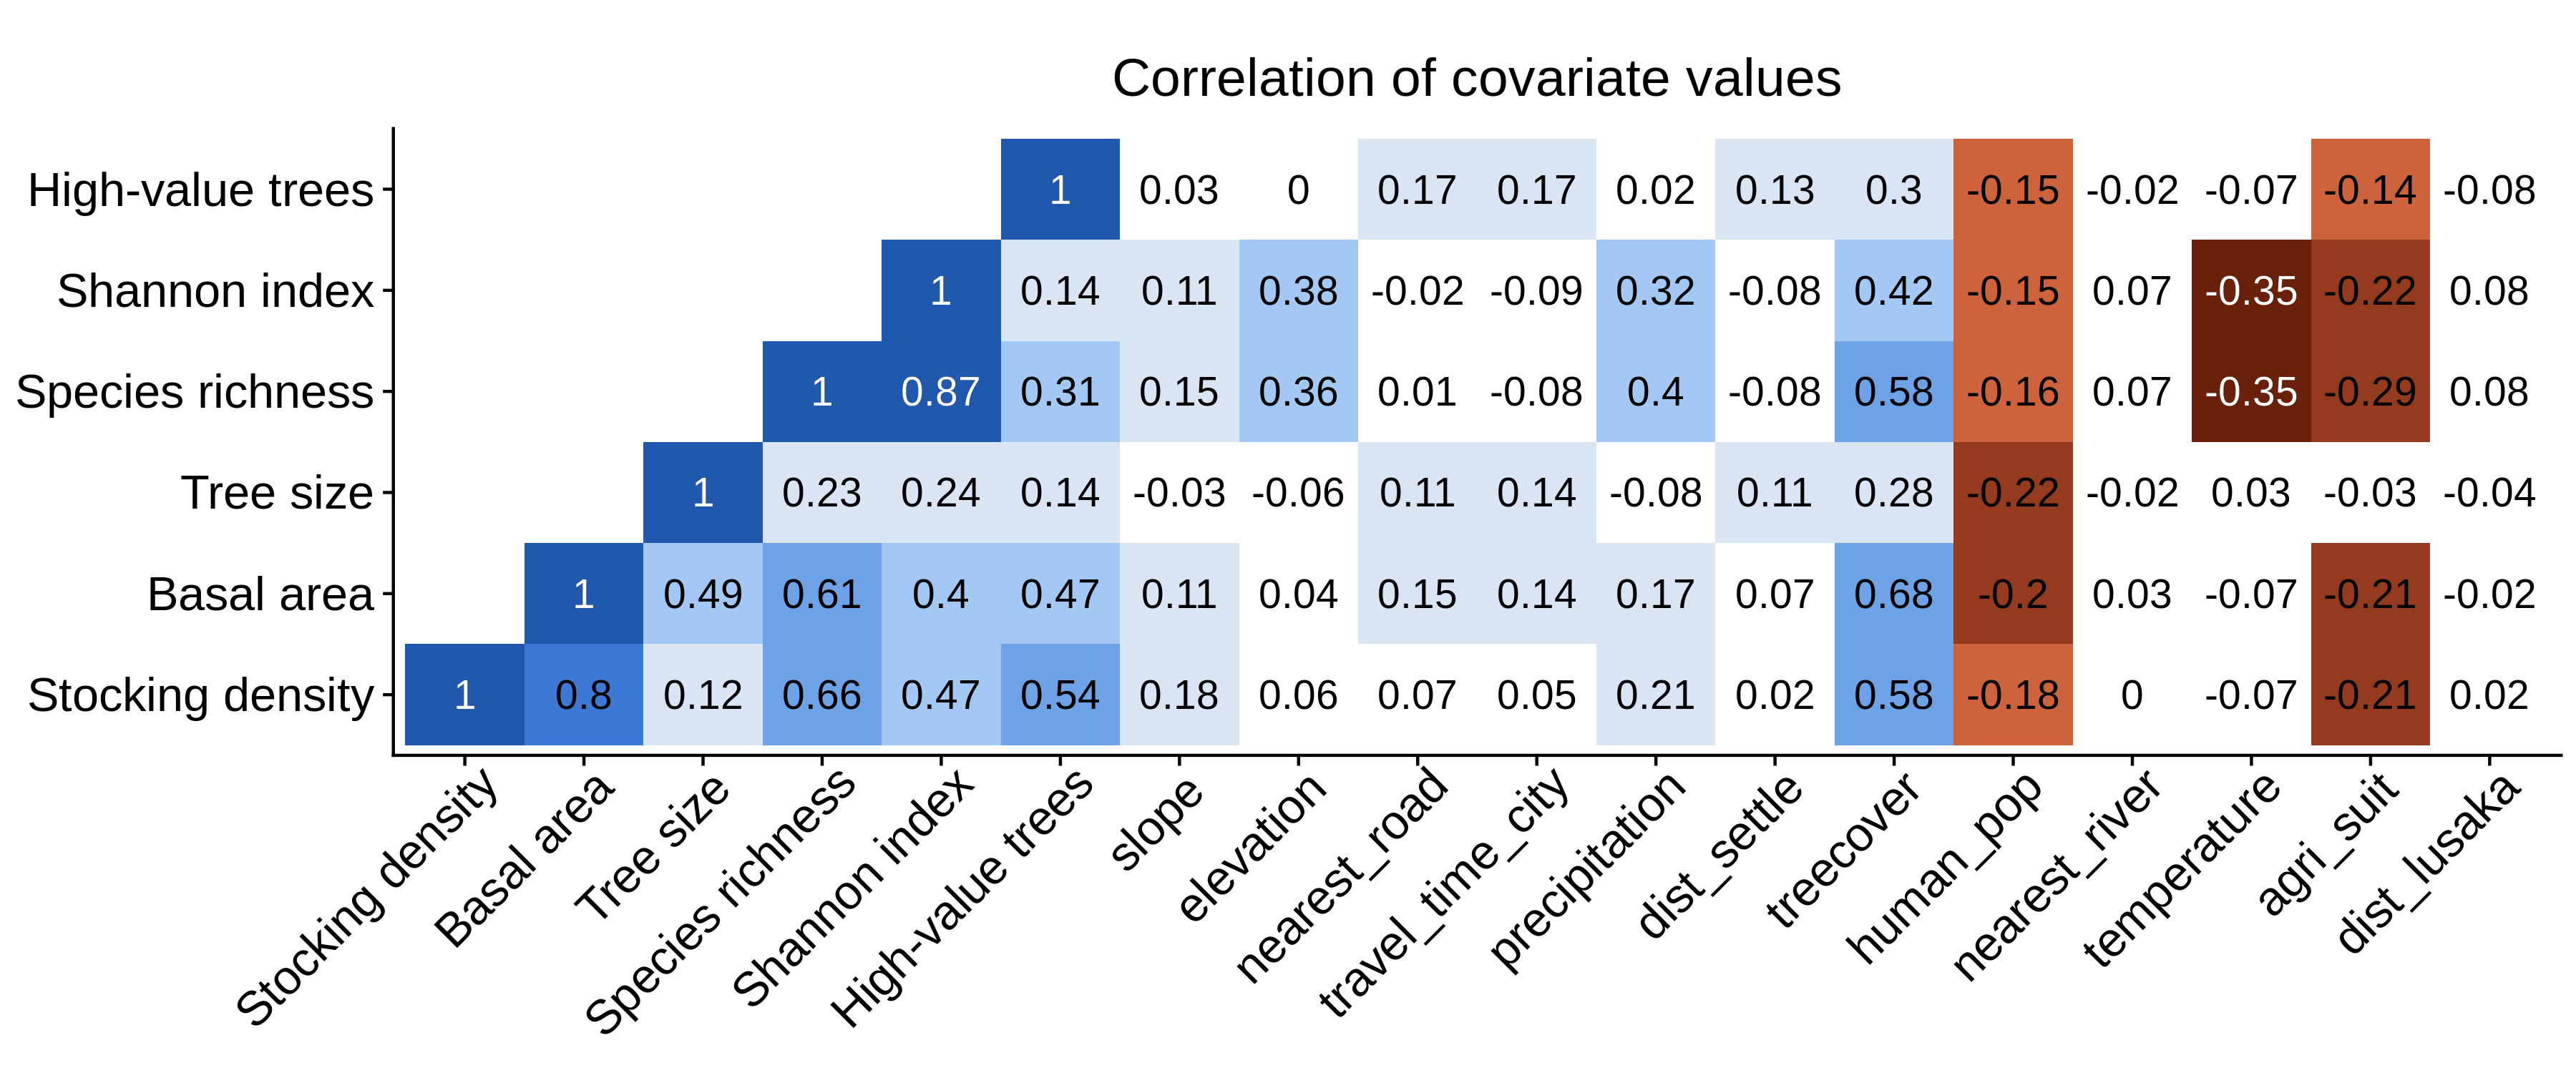 Correlation of covariate values
High-value trees 1 0.03 0 0.17 0.17 0.02 0.13 0.3 -0.15 -0.02 -0.07 -0.14 -0.08
Shannon index 1 0.14 0.11 0.38 -0.02 -0.09 0.32 -0.08 0.42 -0.15 0.07 -0.35 -0.22 0.08
Species richness 1 0.87 0.31 0.15 0.36 0.01 -0.08 0.4 -0.08 0.58 -0.16 0.07 -0.35 -0.29 0.08
Tree size 1 0.23 0.24 0.14 -0.03 -0.06 0.11 0.14 -0.08 0.11 0.28 -0.22 -0.02 0.03 -0.03 -0.04
Basal area 1 0.49 0.61 0.4 0.47 0.11 0.04 0.15 0.14 0.17 0.07 0.68 -0.2 0.03 -0.07 -0.21 -0.02
Stocking density 1 0.8 0.12 0.66 0.47 0.54 0.18 0.06 0.07 0.05 0.21 0.02 0.58 -0.18 0 -0.07 -0.21 0.02
Stocking density
Basal area
Tree size
Species richness
Shannon index
High-value trees
slope
elevation
nearest_road
travel_time_city
precipitation
dist_settle
treecover
human_pop
nearest_river
temperature
agri_suit
dist_lusaka